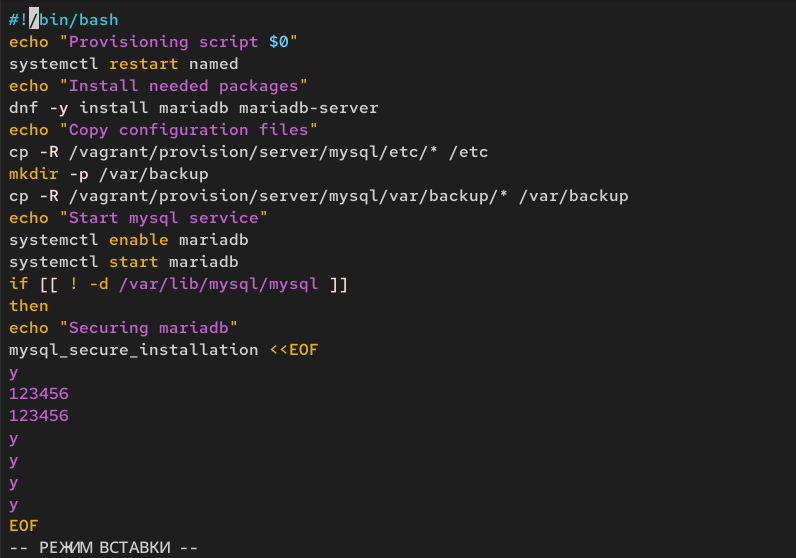 #!/bin/bash
echo "Provisioning script $0"
systemctl restart named
echo "Install needed packages"
dnf -y install mariadb mariadb-server
echo "Copy configuration files"
cp -R /vagrant/provision/server/mysql/etc/* /etc
mkdir -p /var/backup
cp -R /vagrant/provision/server/mysql/var/backup/* /var/backup
echo "Start mysql service"
systemctl enable mariadb
systemctl start mariadb
if [[ ! -d /var/lib/mysql/mysql ]]
then
echo "Securing mariadb"
mysql_secure_installation <<EOF
y
123456
123456
y
y
y
y
EOF
-- РЕЖИМ ВСТАВКИ --